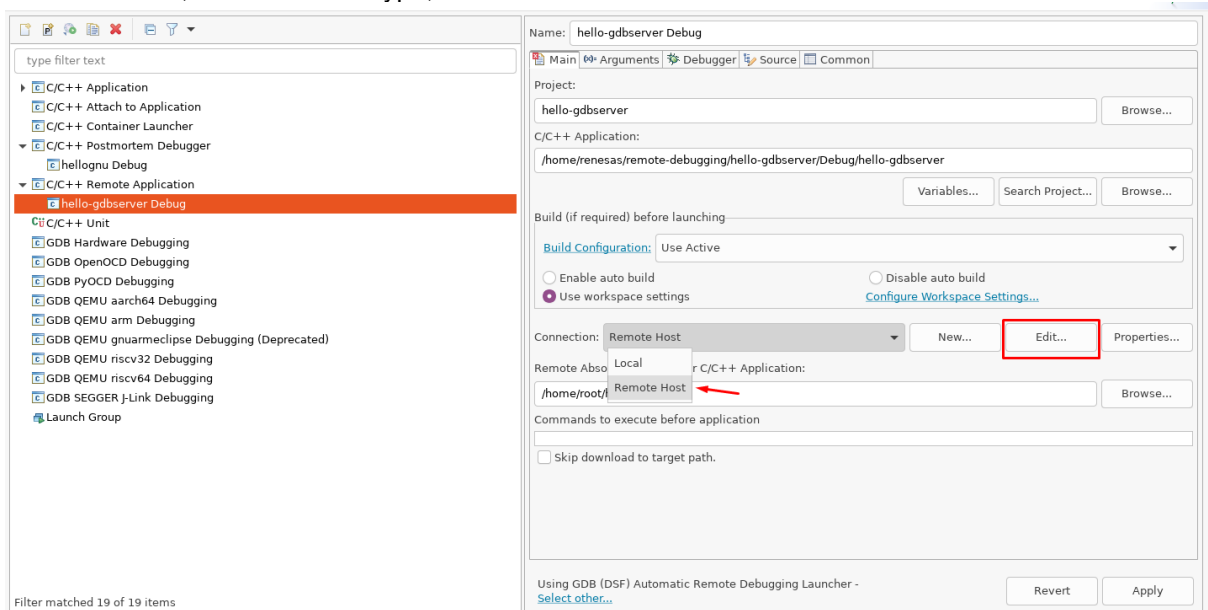 type filter text
C/C++ Application
C/C++ Attach to Application
C/C++ Container Launcher
C/C++ Postmortem Debugger
hellognu Debug
C/C++ Remote Application
hello-gdbserver Debug
C/C++ Unit
GDB Hardware Debugging
GDB OpenOCD Debugging
GDB PyOCD Debugging
GDB QEMU aarch64 Debugging
GDB QEMU arm Debugging
GDB QEMU gnuarmeclipse Debugging (Deprecated)
GDB QEMU riscv32 Debugging
GDB QEMU riscv64 Debugging
GDB SEGGER J-Link Debugging
Launch Group
Filter matched 19 of 19 items
Name: hello-gdbserver Debug
Main Arguments Debugger Source Common
Project:
hello-gdbserver Browse...
C/C++ Application:
/home/renesas/remote-debugging/hello-gdbserver/Debug/hello-gdbserver
Variables... Search Project... Browse...
Build (if required) before launching
Build Configuration: Use Active
Enable auto build Disable auto build
Use workspace settings Configure Workspace Settings...
Connection: Remote Host New... Edit... Properties...
Local
Remote Abso r C/C++ Application:
Remote Host
/home/root/ Browse...
Commands to execute before application
Skip download to target path.
Using GDB (DSF) Automatic Remote Debugging Launcher -
Select other... Revert Apply